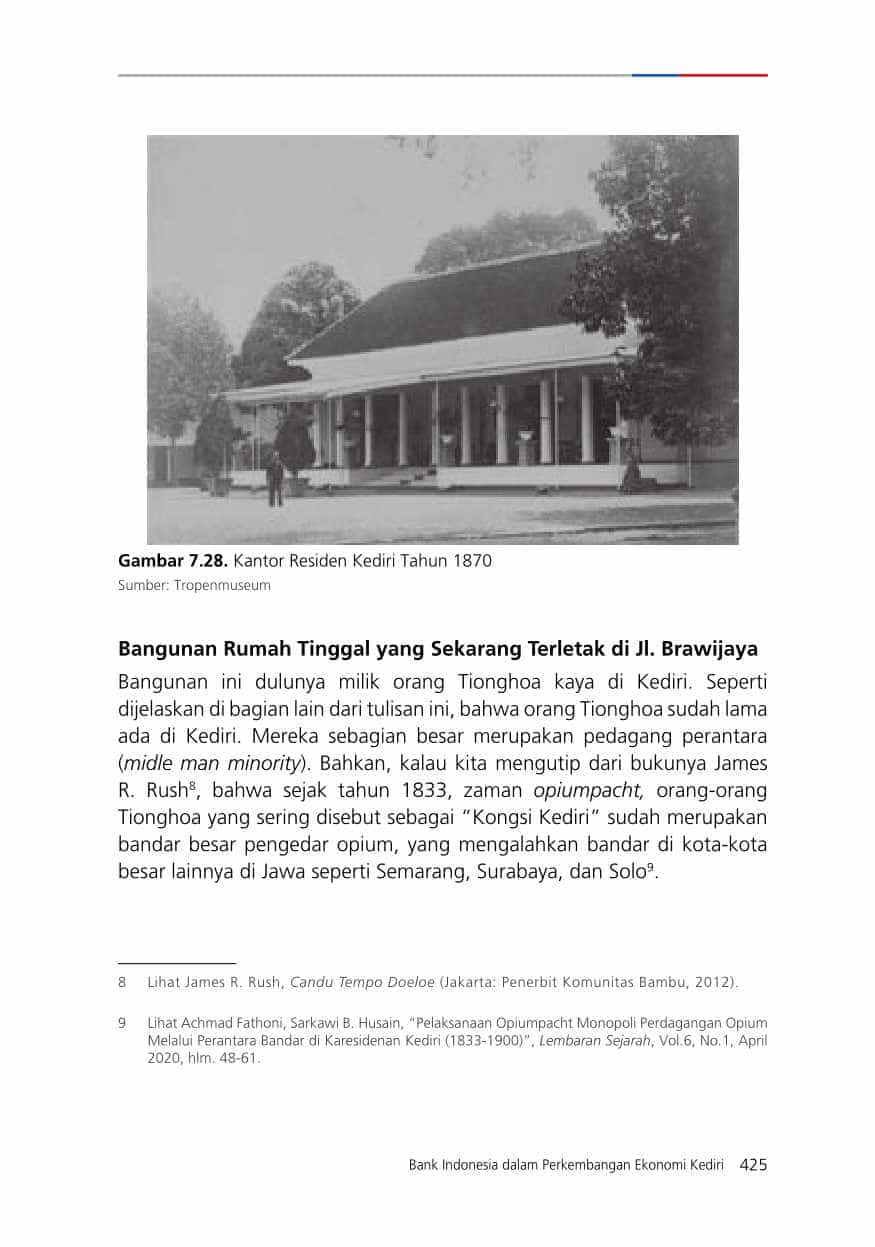 Gambar 7.28. Kantor Residen Kediri Tahun 1870
Sumber: Tropenmuseum
Bangunan Rumah Tinggal yang Sekarang Terletak di Jl. Brawijaya
Bangunan ini dulunya milik orang Tionghoa kaya di Kediri. Seperti
dijelaskan di bagian lain dari tulisan ini, bahwa orang Tionghoa sudah lama
ada di Kediri. Mereka sebagian besar merupakan pedagang perantara
(midle man minority). Bahkan, kalau kita mengutip dari bukunya James
R. Rush⁸, bahwa sejak tahun 1833, zaman opiumpacht, orang-orang
Tionghoa yang sering disebut sebagai “Kongsi Kediri” sudah merupakan
bandar besar pengedar opium, yang mengalahkan bandar di kota-kota
besar lainnya di Jawa seperti Semarang, Surabaya, dan Solo⁹.
8 Lihat James R. Rush, Candu Tempo Doeloe (Jakarta: Penerbit Komunitas Bambu, 2012).
9 Lihat Achmad Fathoni, Sarkawi B. Husain, “Pelaksanaan Opiumpacht Monopoli Perdagangan Opium
Melalui Perantara Bandar di Karesidenan Kediri (1833-1900)”, Lembaran Sejarah, Vol.6, No.1, April
2020, hlm. 48-61.
Bank Indonesia dalam Perkembangan Ekonomi Kediri 425